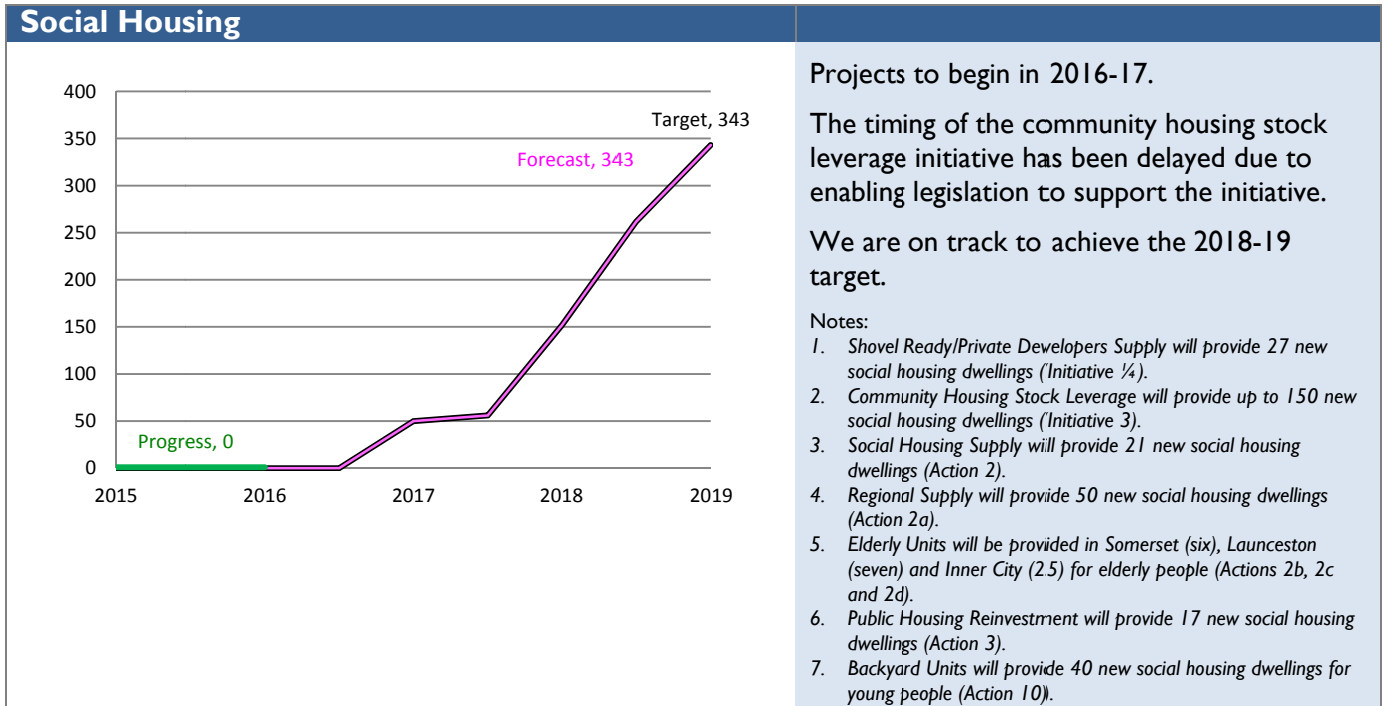 Social Housing
400
350
300
250
200
150
100
50
0
2015
2016
2017
2018
2019
Target, 343
Forecast, 343
Progress, 0
Projects to begin in 2016-17.
The timing of the community housing stock
leverage initiative has been delayed due to
enabling legislation to support the initiative.
We are on track to achieve the 2018-19
target.
Notes:
1. Shovel Ready/Private Developers Supply will provide 27 new
social housing dwellings (Initiative ¼).
2. Community Housing Stock Leverage will provide up to 150 new
social housing dwellings (Initiative 3).
3. Social Housing Supply will provide 21 new social housing
dwellings (Action 2).
4. Regional Supply will provide 50 new social housing dwellings
(Action 2a).
5. Elderly Units will be provided in Somerset (six), Launceston
(seven) and Inner City (25) for elderly people (Actions 2b, 2c
and 2d).
6. Public Housing Reinvestment will provide 17 new social housing
dwellings (Action 3).
7. Backyard Units will provide 40 new social housing dwellings for
young people (Action 10).